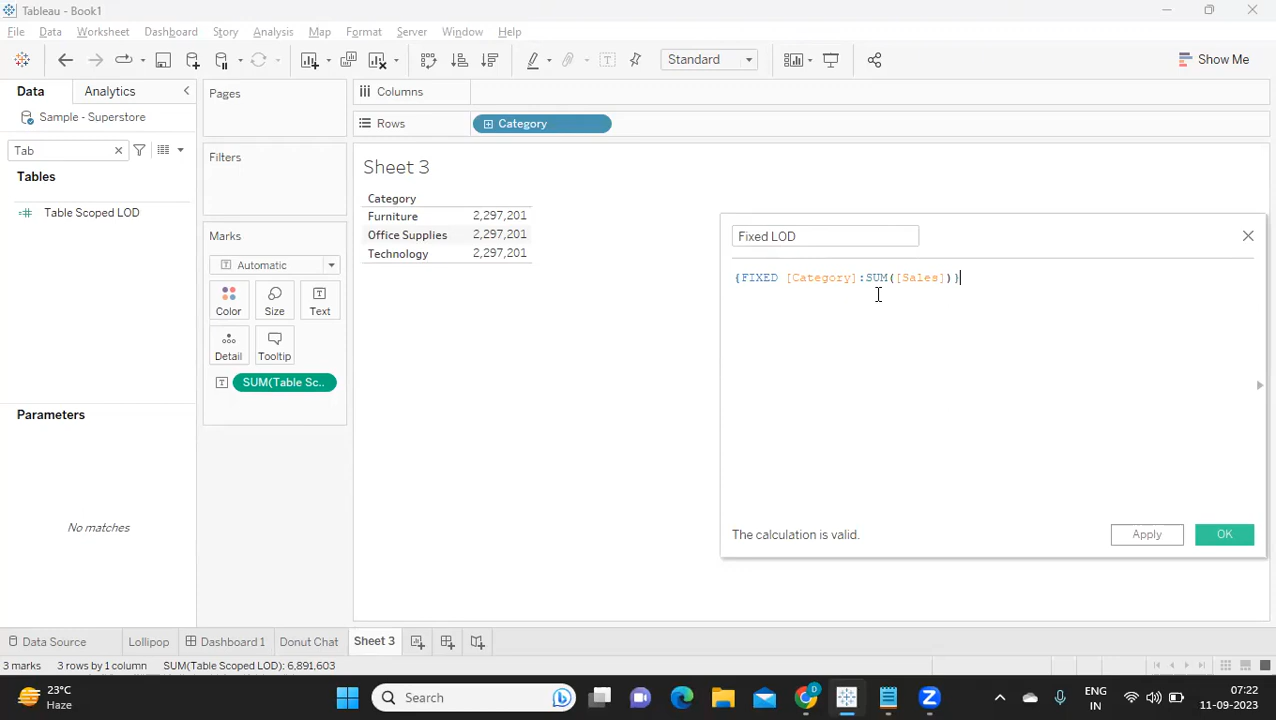 Tableau - Book1
File Data Worksheet Dashboard Story Analysis Map Format Server Window Help
Standard
Show Me
Data Analytics
Sample - Superstore
Tab
Tables
Table Scoped LOD
Parameters
No matches
Pages
Filters
Marks
Automatic
Color Size Text
Detail Tooltip
SUM(Table Sc..
Columns
Rows Category
Sheet 3
Category
Furniture 2,297,201
Office Supplies 2,297,201
Technology 2,297,201
Fixed LOD
{FIXED [Category]:SUM([Sales])}
The calculation is valid.
Apply OK
Data Source Lollipop Dashboard 1 Donut Chat Sheet 3
3 marks 3 rows by 1 column SUM(Table Scoped LOD): 6,891,603
23°C
Haze
Search
0
ENG
IN
07:22
11-09-2023